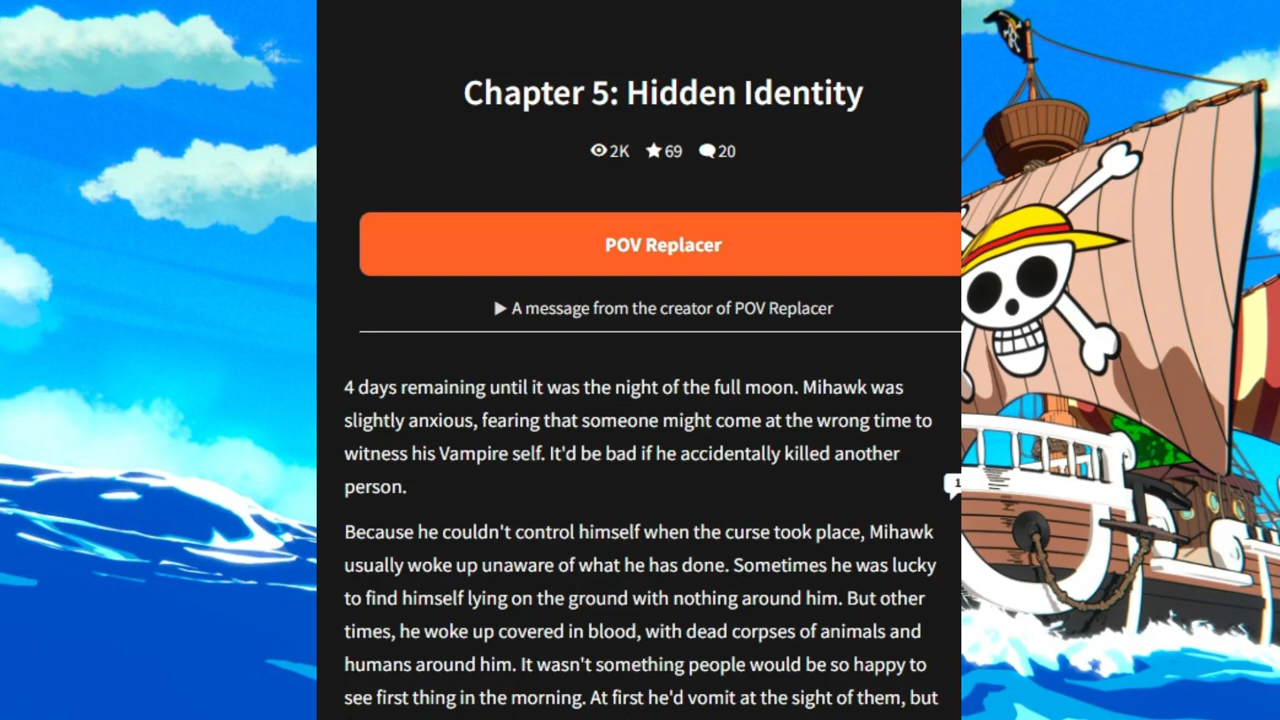 Chapter 5: Hidden Identity
2K 69 20
POV Replacer
▶ A message from the creator of POV Replacer
4 days remaining until it was the night of the full moon. Mihawk was
slightly anxious, fearing that someone might come at the wrong time to
witness his Vampire self. It'd be bad if he accidentally killed another
person.
1
Because he couldn't control himself when the curse took place, Mihawk
usually woke up unaware of what he has done. Sometimes he was lucky
to find himself lying on the ground with nothing around him. But other
times, he woke up covered in blood, with dead corpses of animals and
humans around him. It wasn't something people would be so happy to
see first thing in the morning. At first he'd vomit at the sight of them, but